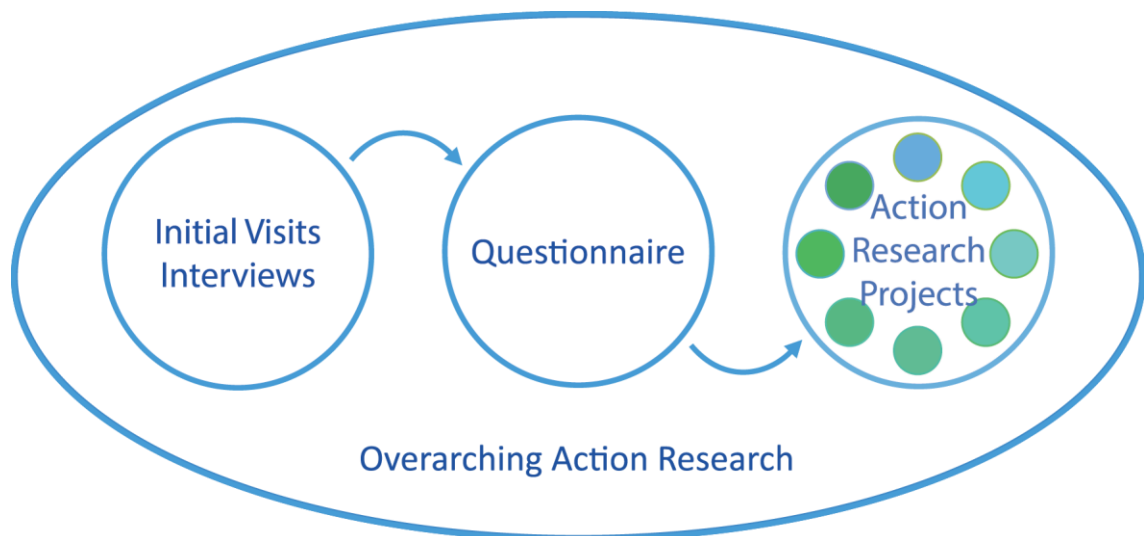 Initial Visits
Interviews
Questionnaire
Action
Research
Projects
Overarching Action Research